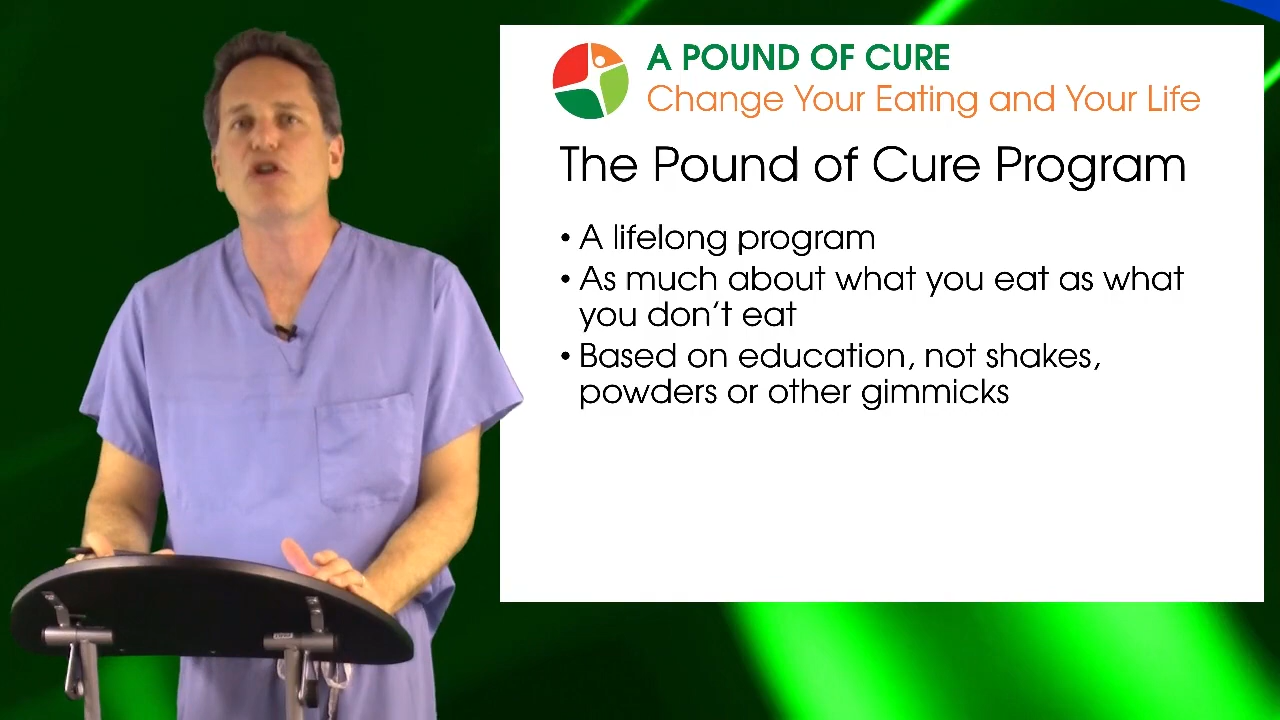 A POUND OF CURE
Change Your Eating and Your Life
The Pound of Cure Program
• A lifelong program
• As much about what you eat as what
you don't eat
• Based on education, not shakes,
powders or other gimmicks